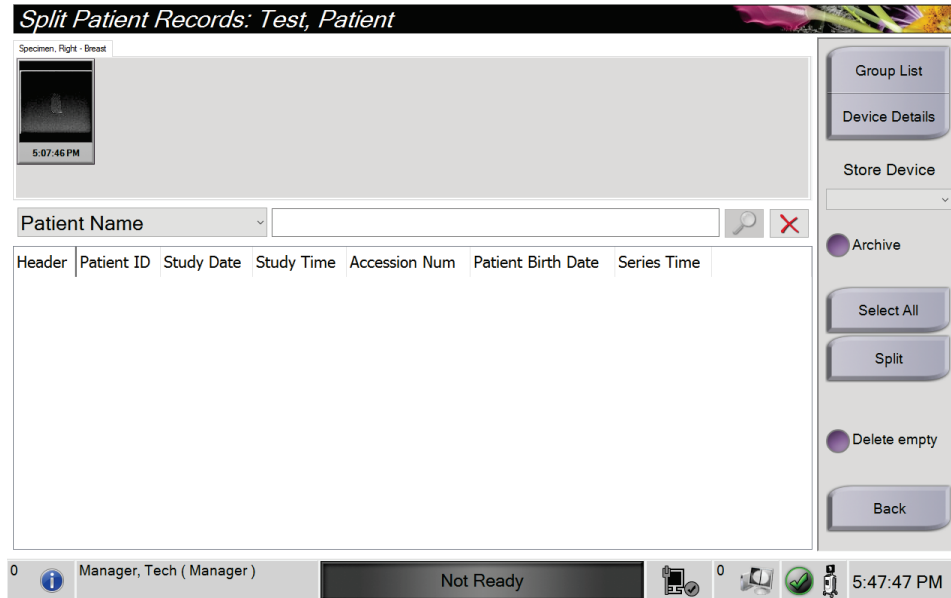 Split Patient Records: Test, Patient
Specimen, Right - Breast
5:07:46 PM
Group List
Device Details
Store Device
Archive
Patient Name
Header Patient ID Study Date Study Time Accession Num Patient Birth Date Series Time
Select All
Split
Delete empty
Back
0
Manager, Tech ( Manager )
Not Ready
0
5:47:47 PM